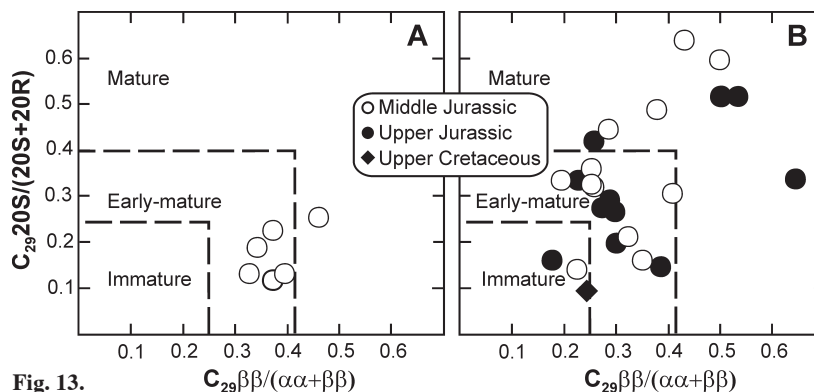 A
B
C₂₉20S/(20S+20R)
0.6
0.5
0.4
0.3
0.2
0.1
Mature
Early-mature
Immature
0.1 0.2 0.3 0.4 0.5 0.6
C₂₉ββ/(αα+ββ)
Middle Jurassic
Upper Jurassic
Upper Cretaceous
Mature
Early-mature
Immature
0.1 0.2 0.3 0.4 0.5 0.6
C₂₉ββ/(αα+ββ)
Fig. 13.